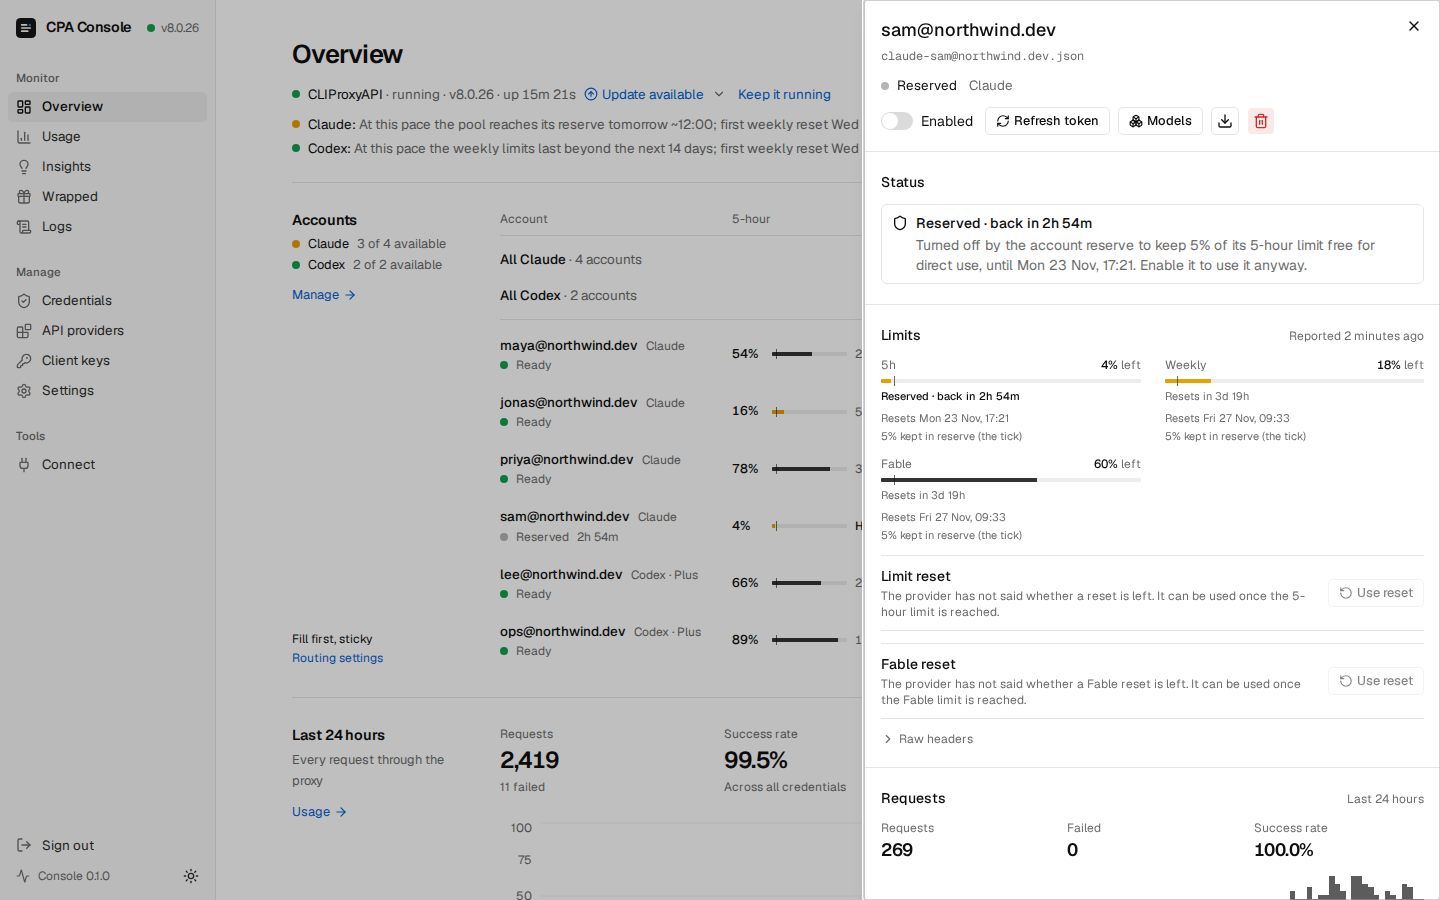 CPA Console
v8.0.26
Monitor
Overview
Usage
Insights
Wrapped
Logs
Manage
Credentials
API providers
Client keys
Settings
Tools
Connect
Sign out
Console 0.1.0
Overview
CLIProxyAPI · running · v8.0.26 · up 15m 21s
Update available
Keep it running
Claude: At this pace the pool reaches its reserve tomorrow ~12:00; first weekly reset Wed
Codex: At this pace the weekly limits last beyond the next 14 days; first weekly reset Wed
Accounts
Claude 3 of 4 available
Codex 2 of 2 available
Manage
Fill first, sticky
Routing settings
Account
5-hour
All Claude · 4 accounts
All Codex · 2 accounts
maya@northwind.dev Claude
Ready
54%
2
jonas@northwind.dev Claude
Ready
16%
5
priya@northwind.dev Claude
Ready
78%
3
sam@northwind.dev Claude
Reserved 2h 54m
4%
H
lee@northwind.dev Codex · Plus
Ready
66%
2
ops@northwind.dev Codex · Plus
Ready
89%
1
Last 24 hours
Every request through the
proxy
Usage
Requests
2,419
11 failed
Success rate
99.5%
Across all credentials
100
75
50
sam@northwind.dev
claude-sam@northwind.dev.json
Reserved Claude
Enabled
Refresh token
Models
Status
Reserved · back in 2h 54m
Turned off by the account reserve to keep 5% of its 5-hour limit free for
direct use, until Mon 23 Nov, 17:21. Enable it to use it anyway.
Limits
Reported 2 minutes ago
5h
4% left
Reserved · back in 2h 54m
Resets Mon 23 Nov, 17:21
5% kept in reserve (the tick)
Weekly
18% left
Resets in 3d 19h
Resets Fri 27 Nov, 09:33
5% kept in reserve (the tick)
Fable
60% left
Resets in 3d 19h
Resets Fri 27 Nov, 09:33
5% kept in reserve (the tick)
Limit reset
The provider has not said whether a reset is left. It can be used once the 5-
hour limit is reached.
Use reset
Fable reset
The provider has not said whether a Fable reset is left. It can be used once
the Fable limit is reached.
Use reset
Raw headers
Requests
Last 24 hours
Requests
269
Failed
0
Success rate
100.0%